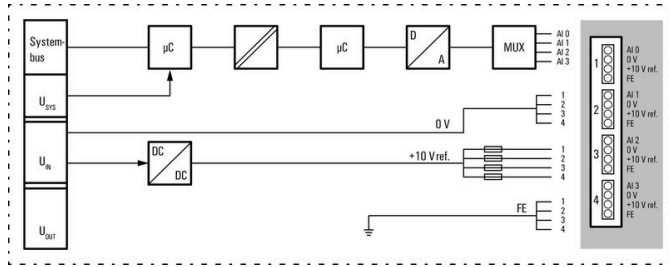 System-
bus
µC
µC
D
A
MUX
AI 0
AI 1
AI 2
AI 3
U SYS
0 V
1
2
3
4
U IN
DC
DC
+10 V ref.
1
2
3
4
FE
1
2
3
4
U OUT
1
AI 0
0 V
+10 V ref.
FE
2
AI 1
0 V
+10 V ref.
FE
3
AI 2
0 V
+10 V ref.
FE
4
AI 3
0 V
+10 V ref.
FE